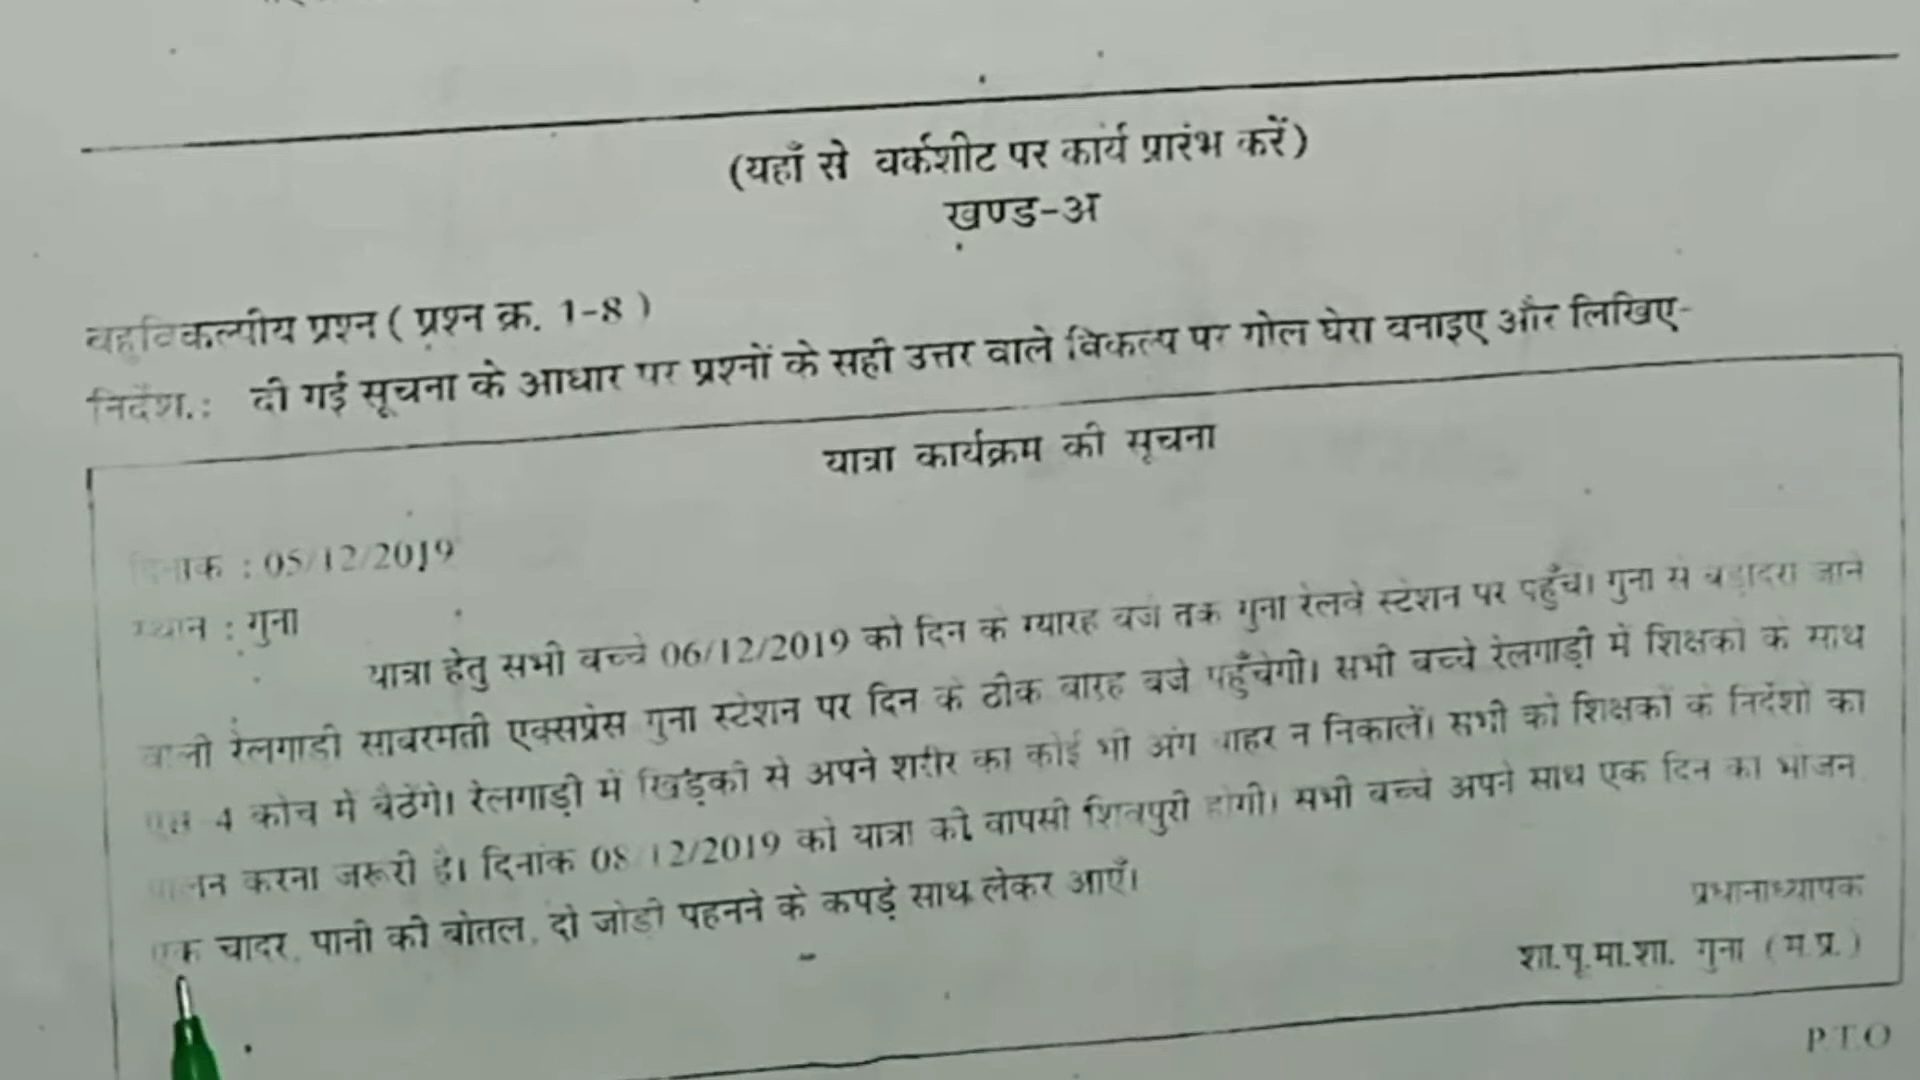 (यहाँ से वर्कशीट पर कार्य प्रारंभ करें)
खण्ड-अ
बहुविकल्पीय प्रश्न ( प्रश्न क्र. 1-8 )
निर्देश.: दी गई सूचना के आधार पर प्रश्नों के सही उत्तर वाले विकल्प पर गोल घेरा बनाइए और लिखिए-
यात्रा कार्यक्रम की सूचना
दिनाक : 05/12/2019
स्थान : गुना
यात्रा हेतु सभी बच्चे 06/12/2019 को दिन के ग्यारह बजे तक गुना रेलवे स्टेशन पर पहुँचे। गुना से बड़ोदरा जाने
वाली रेलगाडी साबरमती एक्सप्रेस गुना स्टेशन पर दिन के ठीक बारह बजे पहुँचेगी। सभी बच्चे रेलगाड़ी में शिक्षकों के साथ
एस 4 कोच में बैठेंगे। रेलगाड़ी में खिड़की से अपने शरीर का कोई भी अंग बाहर न निकालें। सभी को शिक्षकों के निर्देशों का
पालन करना जरूरी है। दिनांक 08/12/2019 को यात्रा की वापसी शिवपुरी होगी। सभी बच्चे अपने साथ एक दिन का भोजन,
एक चादर, पानी की बोतल, दो जोड़ी पहनने के कपड़े साथ लेकर आएँ।
प्रधानाध्यापक
शा.पू.मा.शा. गुना (म.प्र.)
P.T.O